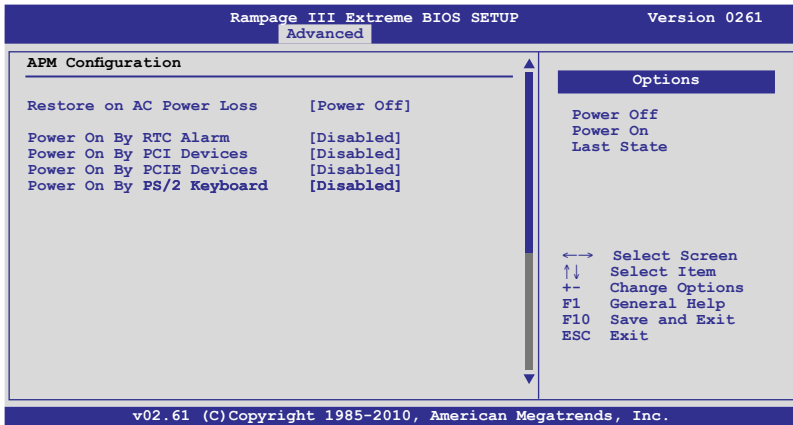 Rampage III Extreme BIOS SETUP Version 0261
Advanced
APM Configuration
Restore on AC Power Loss [Power Off]
Power On By RTC Alarm [Disabled]
Power On By PCI Devices [Disabled]
Power On By PCIE Devices [Disabled]
Power On By PS/2 Keyboard [Disabled]
Options
Power Off
Power On
Last State
←→ Select Screen
↑↓ Select Item
+- Change Options
F1 General Help
F10 Save and Exit
ESC Exit
v02.61 (C)Copyright 1985-2010, American Megatrends, Inc.